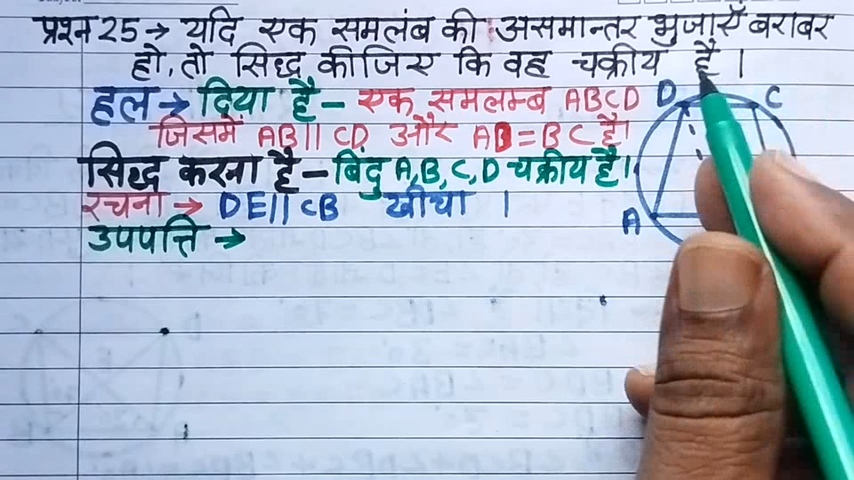 प्रश्न 25 → यदि एक समलंब की असमान्तर भुजाएँ बराबर
हो, तो सिद्ध कीजिए कि वह चक्रीय है ।
हल → दिया है - एक समलम्ब ABCD
जिसमें AB || CD और AD = BC है।
सिद्ध करना है - बिंदु A, B, C, D चक्रीय है।
रचना → DE || CB खींचा ।
उपपत्ति →
D C
A